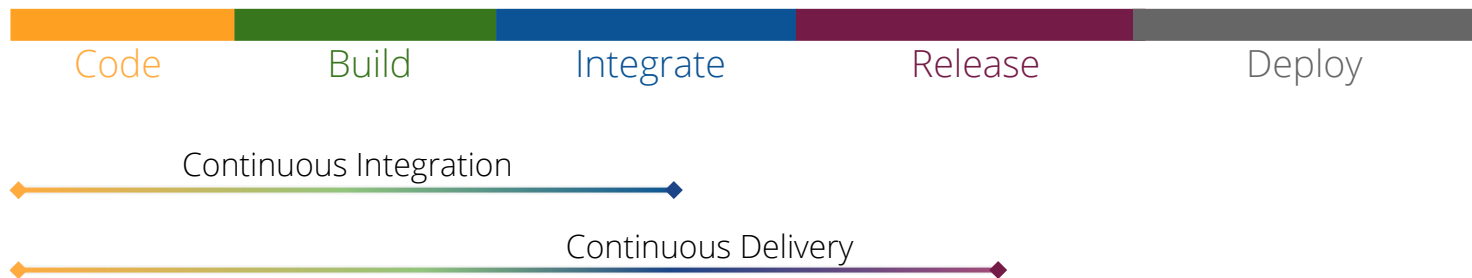 Code Build Integrate Release Deploy
Continuous Integration
Continuous Delivery